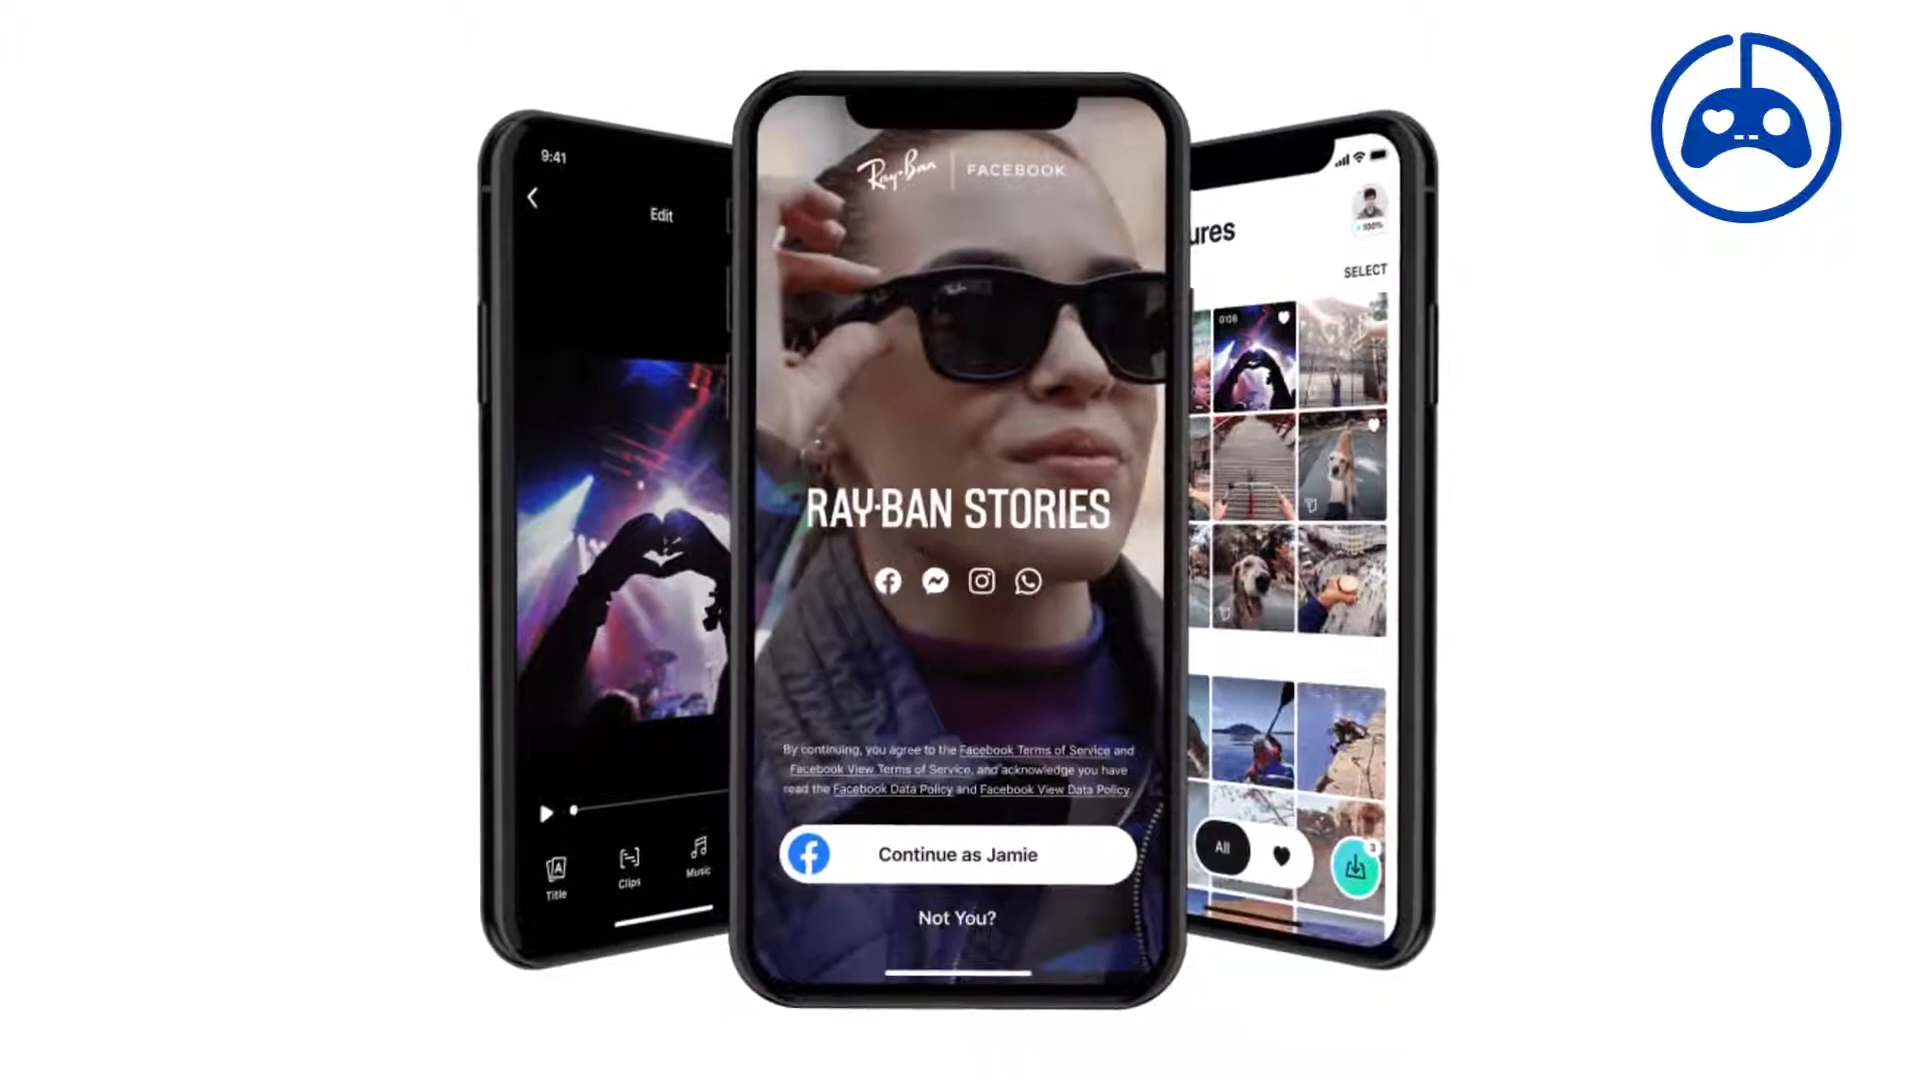 9:41
Edit
Title
Clips
Music
Ray-Ban | FACEBOOK
RAY-BAN STORIES
By continuing, you agree to the Facebook Terms of Service and
Facebook View Terms of Service, and acknowledge you have
read the Facebook Data Policy and Facebook View Data Policy.
Continue as Jamie
Not You?
ures
100%
SELECT
0:08
All
3